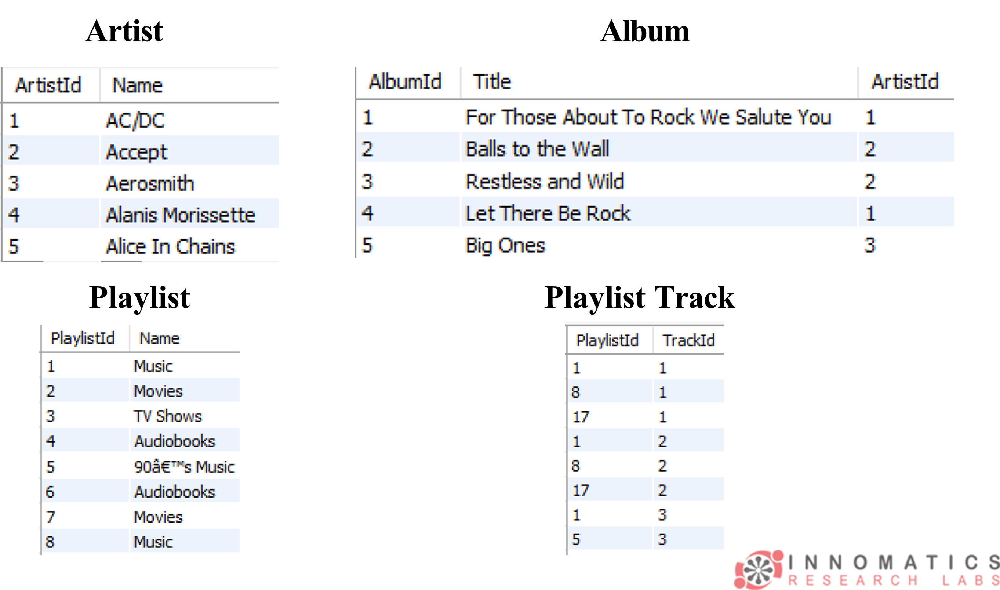 Artist
ArtistId Name
1 AC/DC
2 Accept
3 Aerosmith
4 Alanis Morissette
5 Alice In Chains
Album
AlbumId Title ArtistId
1 For Those About To Rock We Salute You 1
2 Balls to the Wall 2
3 Restless and Wild 2
4 Let There Be Rock 1
5 Big Ones 3
Playlist
PlaylistId Name
1 Music
2 Movies
3 TV Shows
4 Audiobooks
5 90â€™s Music
6 Audiobooks
7 Movies
8 Music
Playlist Track
PlaylistId TrackId
1 1
8 1
17 1
1 2
8 2
17 2
1 3
5 3
INNOMATICS
RESEARCH LABS